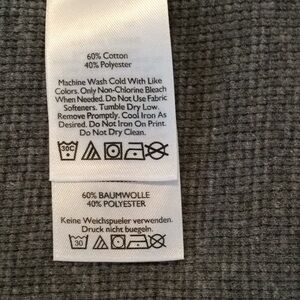 60% Cotton
40% Polyester
Machine Wash Cold With Like
Colors. Only Non-Chlorine Bleach
When Needed. Do Not Use Fabric
Softeners. Tumble Dry Low.
Remove Promptly. Cool Iron As
Desired. Do Not Iron On Print.
Do Not Dry Clean.
30C
60% BAUMWOLLE
40% POLYESTER
Keine Weichspueler verwenden.
Druck nicht buegeln.
30